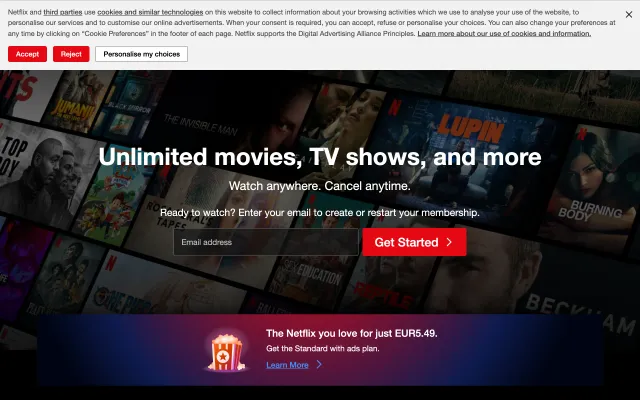 Netflix and third parties use cookies and similar technologies on this website to collect information about your browsing activities which we use to analyse your use of the website, to
personalise our services and to customise our online advertisements. When your consent is required, you can accept, refuse or personalise your choices. You can also change your preferences at
any time by clicking on “Cookie Preferences” in the footer of each page. Netflix supports the Digital Advertising Alliance Principles. Learn more about our use of cookies and information.
Accept
Reject
Personalise my choices
JUMANJI
BLACK SPARROW
THE INVISIBLE MAN
N
LUPIN
N
TOP
BOY
BURNING
BODY
TAPES
EDUCATION
BECKHAM
Unlimited movies, TV shows, and more
Watch anywhere. Cancel anytime.
Ready to watch? Enter your email to create or restart your membership.
Email address
Get Started
The Netflix you love for just EUR5.49.
Get the Standard with ads plan.
Learn More